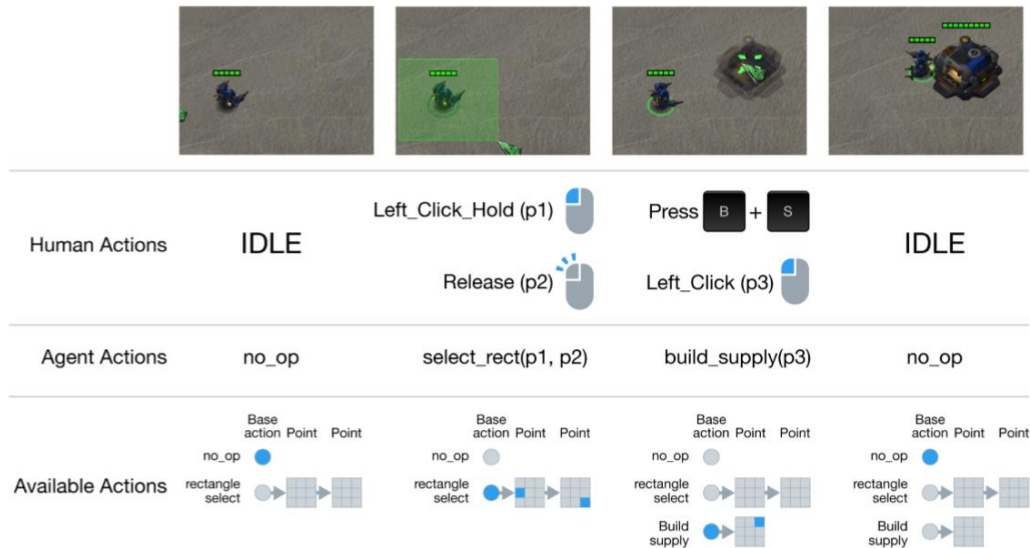 Human Actions
IDLE
Left_Click_Hold (p1)
Release (p2)
Press B + S
Left_Click (p3)
IDLE
Agent Actions
no_op
select_rect(p1, p2)
build_supply(p3)
no_op
Available Actions
Base
action Point Point
no_op
rectangle
select
Base
action Point Point
no_op
rectangle
select
Base
action Point Point
no_op
rectangle
select
Build
supply
Base
action Point Point
no_op
rectangle
select
Build
supply